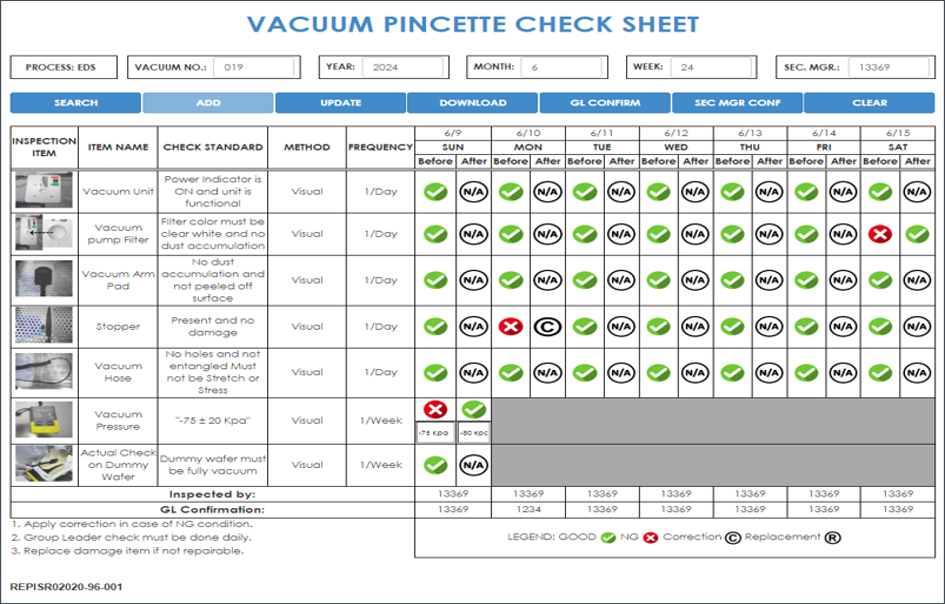 VACUUM PINCETTE CHECK SHEET
PROCESS: EDS VACUUM NO.: 019 YEAR: 2024 MONTH: 6 WEEK: 24 SEC. MGR.: 13369
SEARCH ADD UPDATE DOWNLOAD GL CONFIRM SEC MGR CONF CLEAR
INSPECTION ITEM ITEM NAME CHECK STANDARD METHOD FREQUENCY
6/9 6/10 6/11 6/12 6/13 6/14 6/15
SUN MON TUE WED THU FRI SAT
Before After Before After Before After Before After Before After Before After Before After
Vacuum Unit
Power Indicator is
ON and unit is
functional
Visual 1/Day
N/A N/A N/A N/A N/A N/A N/A
Vacuum
pump Filter
Filter color must be
clear white and no
dust accumulation
Visual 1/Day
N/A N/A N/A N/A N/A N/A
Vacuum Arm
Pad
No dust
accumulation and
not peeled off
surface
Visual 1/Day
N/A N/A N/A N/A N/A N/A N/A
Stopper
Present and no
damage
Visual 1/Day
N/A C N/A N/A N/A N/A N/A
Vacuum
Hose
No holes and not
entangled Must
not be Stretch or
Stress
Visual 1/Day
N/A N/A N/A N/A N/A N/A N/A
Vacuum
Pressure
"-75 ± 20 Kpa"
Visual 1/Week
-75 Kpa -80 Kpc
Actual Check
on Dummy
Wafer
Dummy wafer must
be fully vacuum
Visual 1/Week
N/A
Inspected by: 13369 13369 13369 13369 13369 13369 13369
GL Confirmation: 13369 1234 13369 13369 13369 13369 13369
1. Apply correction in case of NG condition.
2. Group Leader check must be done daily.
3. Replace damage item if not repairable.
LEGEND: GOOD NG Correction C Replacement R
REPISR02020-96-001